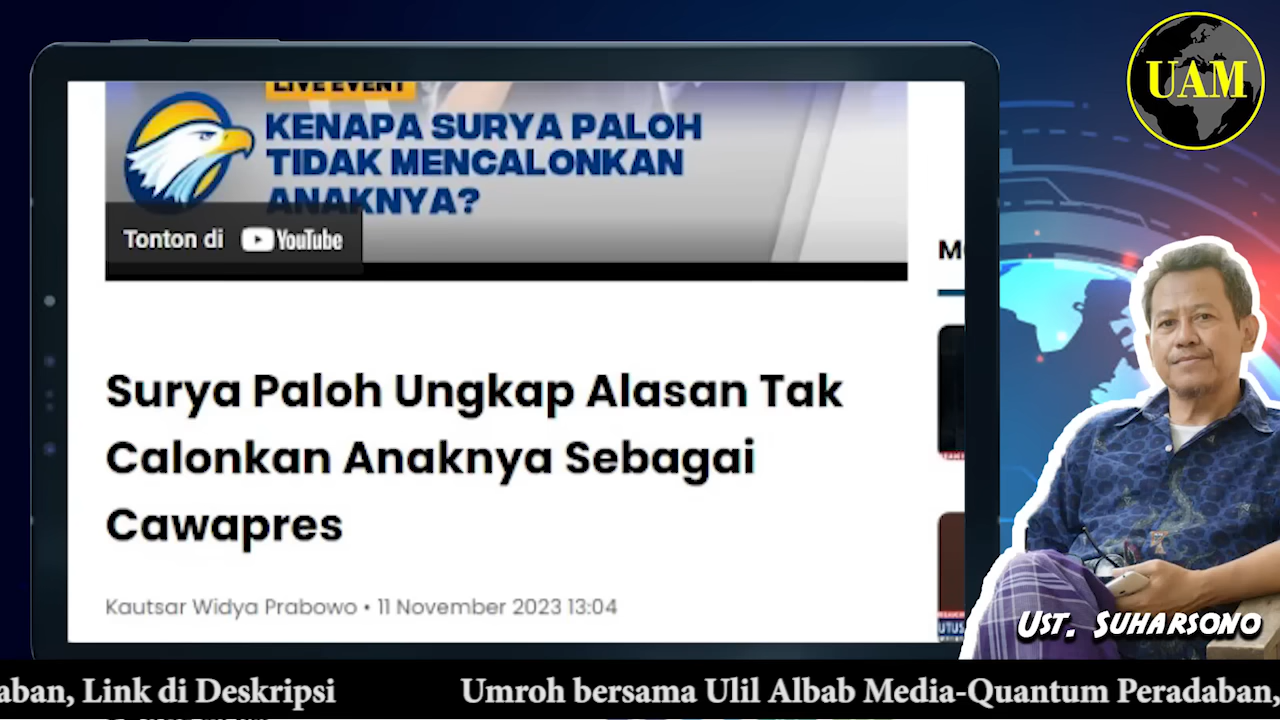 UAM
LIVE EVENT
KENAPA SURYA PALOH
TIDAK MENCALONKAN
ANAKNYA?
Tonton di YouTube
Surya Paloh Ungkap Alasan Tak
Calonkan Anaknya Sebagai
Cawapres
Kautsar Widya Prabowo • 11 November 2023 13:04
UST. SUHARSONO
aban, Link di Deskripsi
Umroh bersama Ulil Albab Media-Quantum Peradaban,